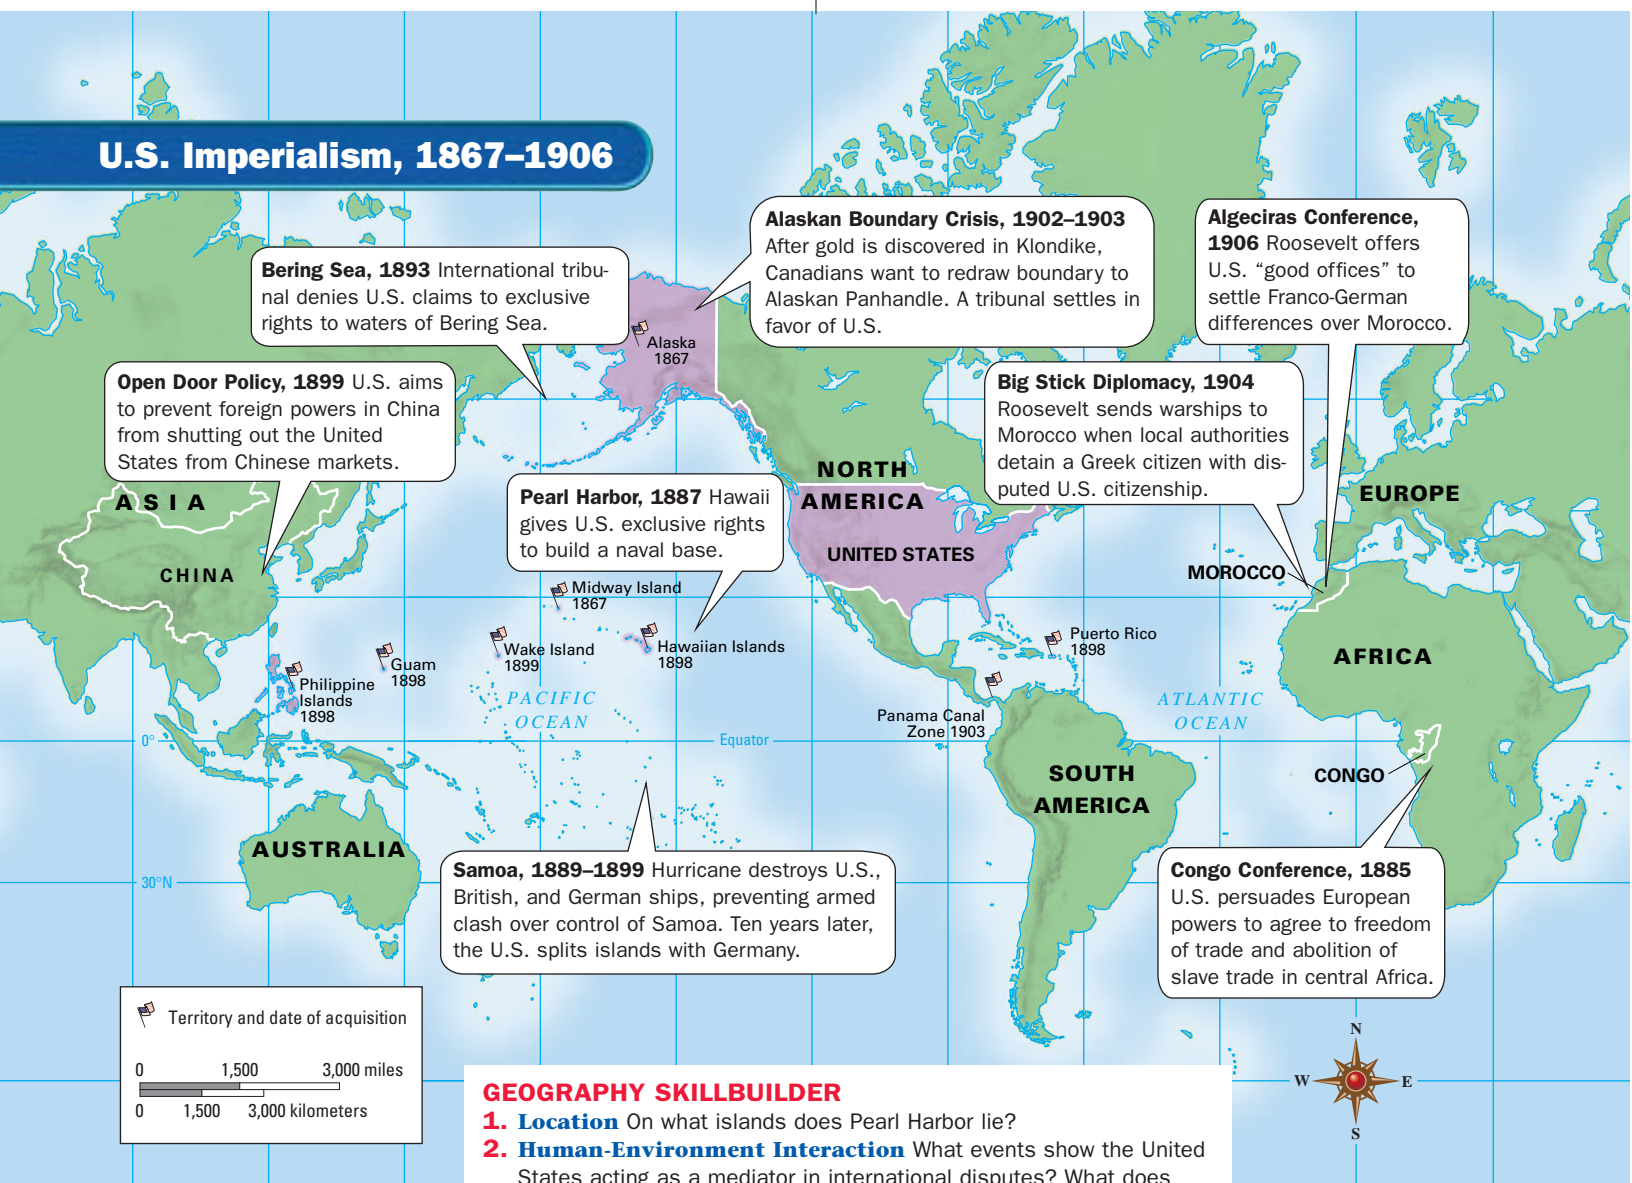 U.S. Imperialism, 1867–1906
Alaskan Boundary Crisis, 1902–1903
After gold is discovered in Klondike,
Canadians want to redraw boundary to
Alaskan Panhandle. A tribunal settles in
favor of U.S.
Algeciras Conference,
1906 Roosevelt offers
U.S. “good offices” to
settle Franco-German
differences over Morocco.
Bering Sea, 1893 International tribu-
nal denies U.S. claims to exclusive
rights to waters of Bering Sea.
Alaska
1867
Open Door Policy, 1899 U.S. aims
to prevent foreign powers in China
from shutting out the United
States from Chinese markets.
Big Stick Diplomacy, 1904
Roosevelt sends warships to
Morocco when local authorities
detain a Greek citizen with dis-
puted U.S. citizenship.
Pearl Harbor, 1887 Hawaii
gives U.S. exclusive rights
to build a naval base.
NORTH
AMERICA
UNITED STATES
ASIA
CHINA
EUROPE
MOROCCO
AFRICA
Midway Island
1867
Wake Island
1899
Hawaiian Islands
1898
Guam
1898
Philippine
Islands
1898
Puerto Rico
1898
Panama Canal
Zone 1903
PACIFIC
OCEAN
ATLANTIC
OCEAN
0°
Equator
CONGO
SOUTH
AMERICA
AUSTRALIA
30°N
Samoa, 1889–1899 Hurricane destroys U.S.,
British, and German ships, preventing armed
clash over control of Samoa. Ten years later,
the U.S. splits islands with Germany.
Congo Conference, 1885
U.S. persuades European
powers to agree to freedom
of trade and abolition of
slave trade in central Africa.
Territory and date of acquisition
0 1,500 3,000 miles
0 1,500 3,000 kilometers
N
W E
S
GEOGRAPHY SKILLBUILDER
1. Location On what islands does Pearl Harbor lie?
2. Human-Environment Interaction What events show the United
States acting as a mediator in international disputes? What does